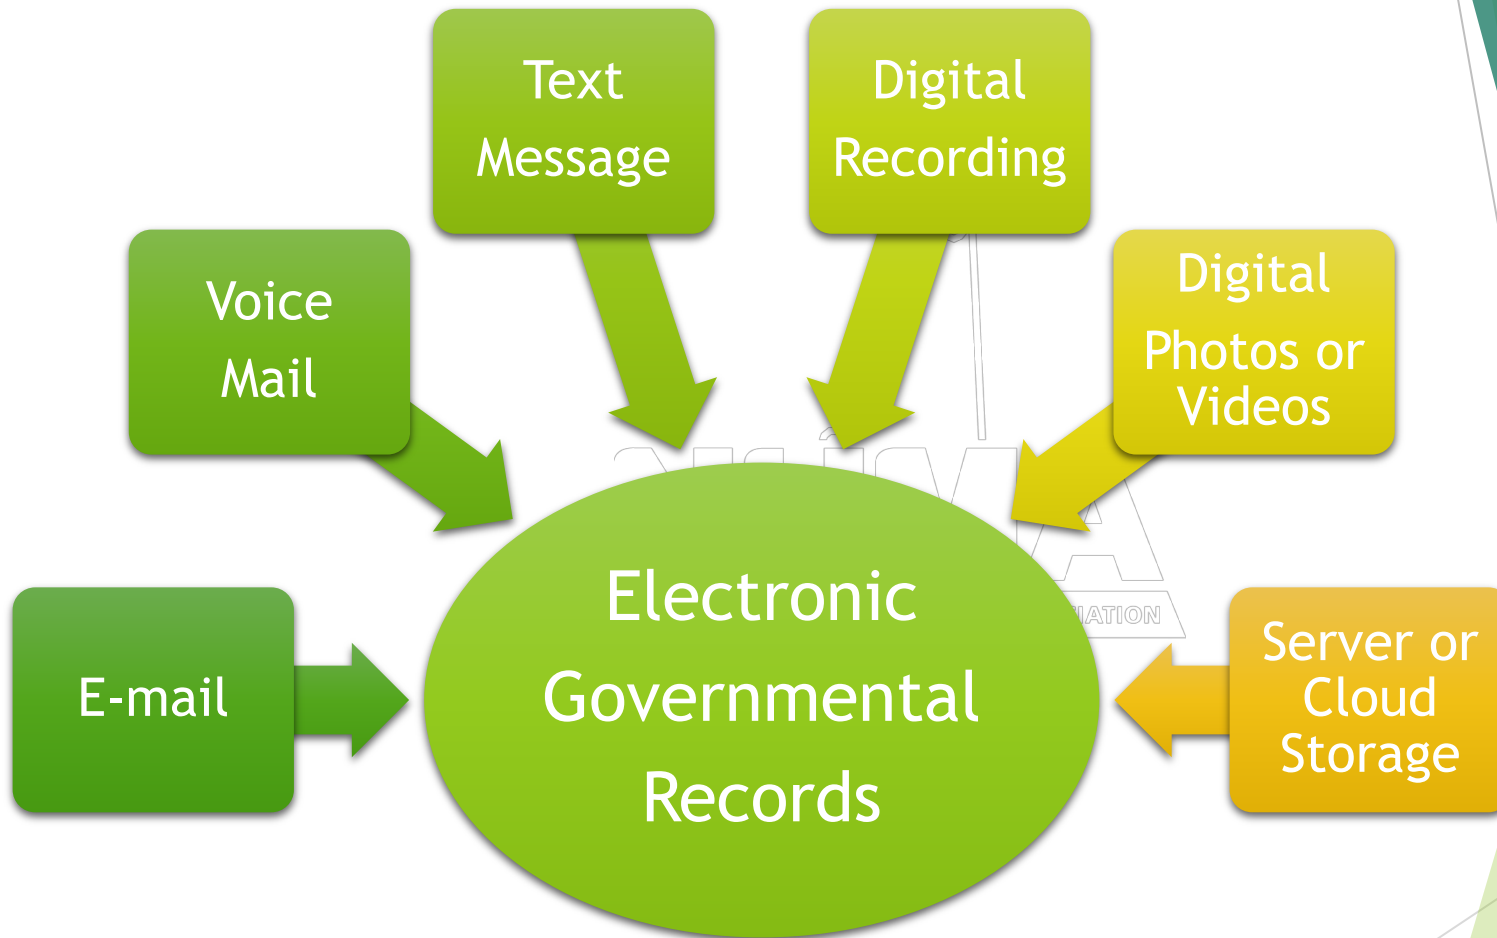 Text
Message
Digital
Recording
Voice
Mail
Digital
Photos or
Videos
E-mail
Electronic
Governmental
Records
Server or
Cloud
Storage